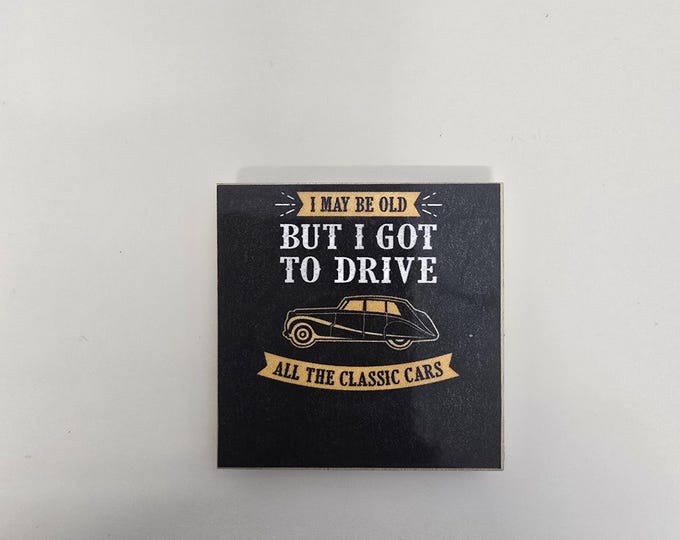 I MAY BE OLD
BUT I GOT
TO DRIVE
ALL THE CLASSIC CARS